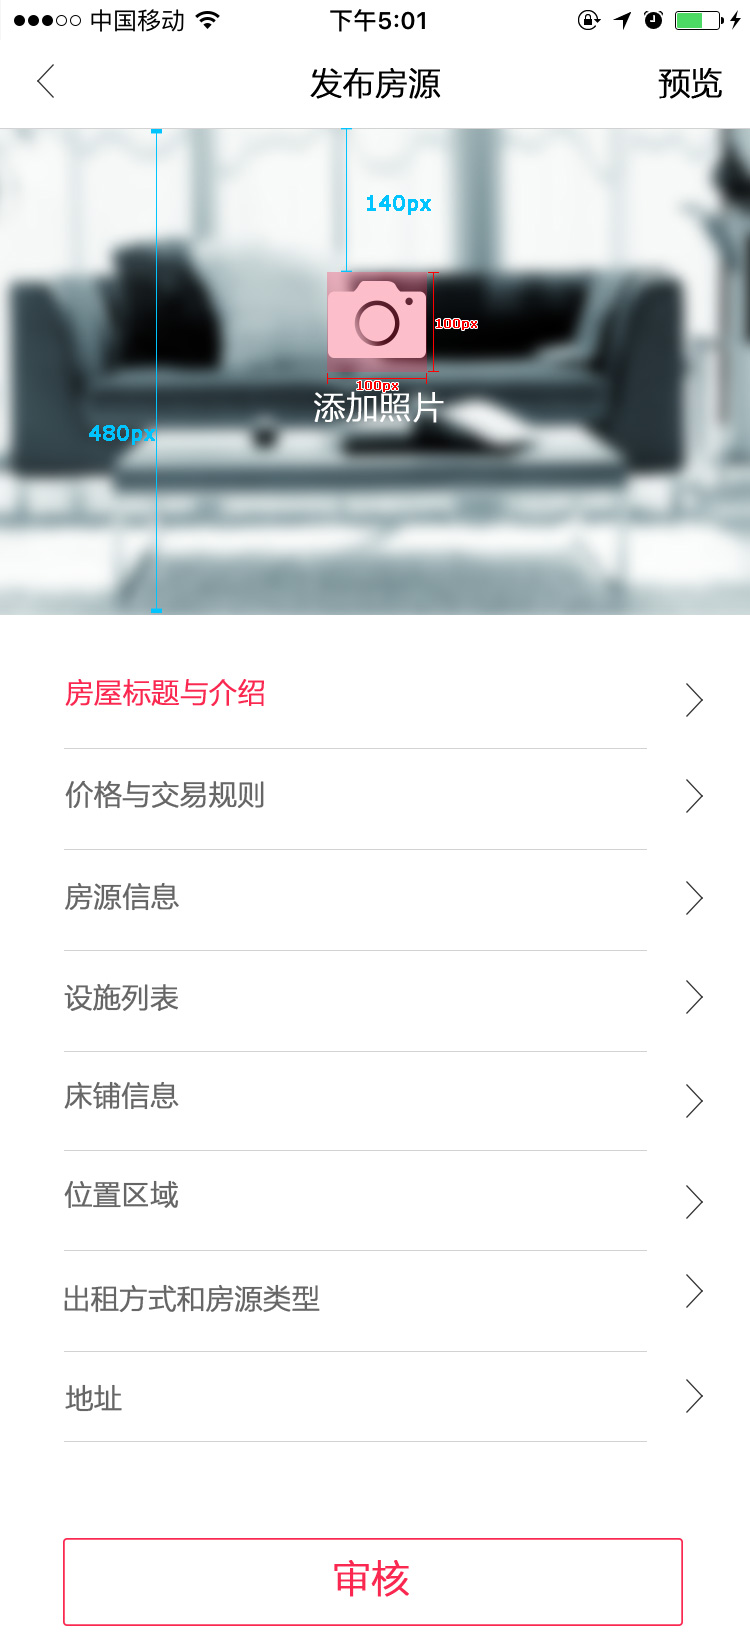 中国移动 下午5:01
发布房源 预览
140px
100px
100px
添加照片
480px
房屋标题与介绍
价格与交易规则
房源信息
设施列表
床铺信息
位置区域
出租方式和房源类型
地址
审核